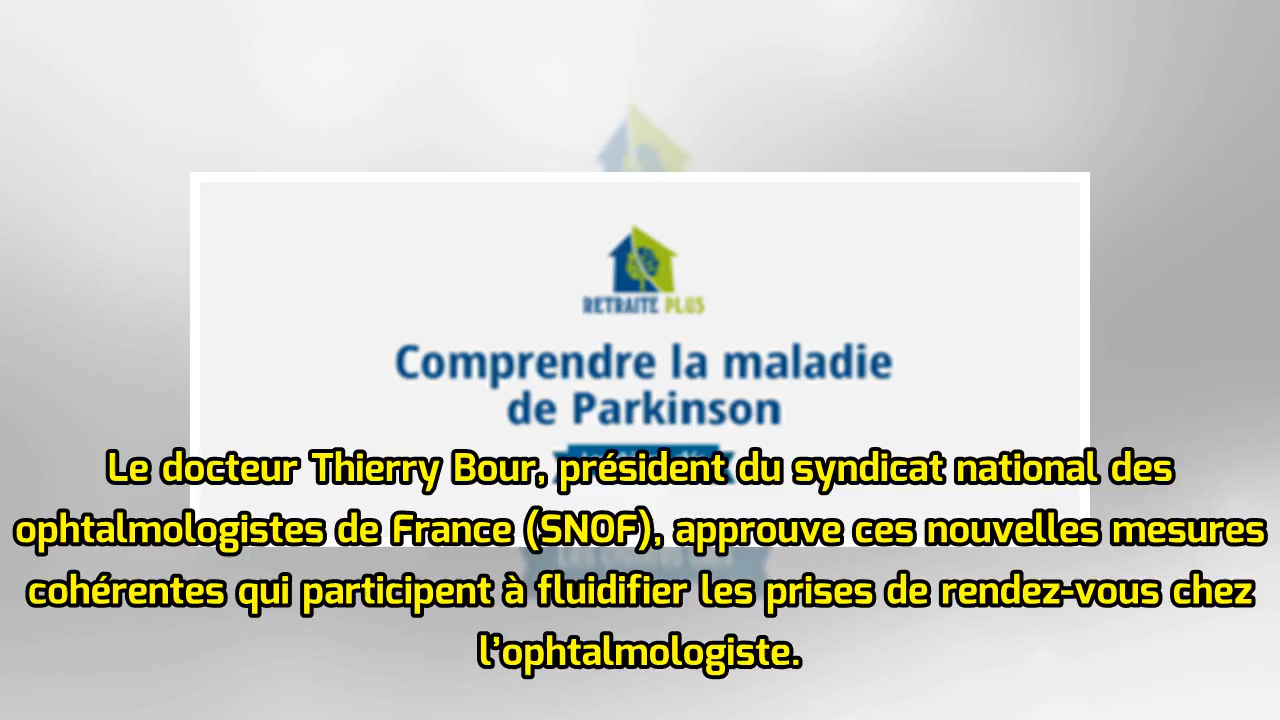 RETRAITE PLUS
Comprendre la maladie
de Parkinson
Le docteur Thierry Bour, président du syndicat national des
ophtalmologistes de France (SNOF), approuve ces nouvelles mesures
cohérentes qui participent à fluidifier les prises de rendez-vous chez
l’ophtalmologiste.